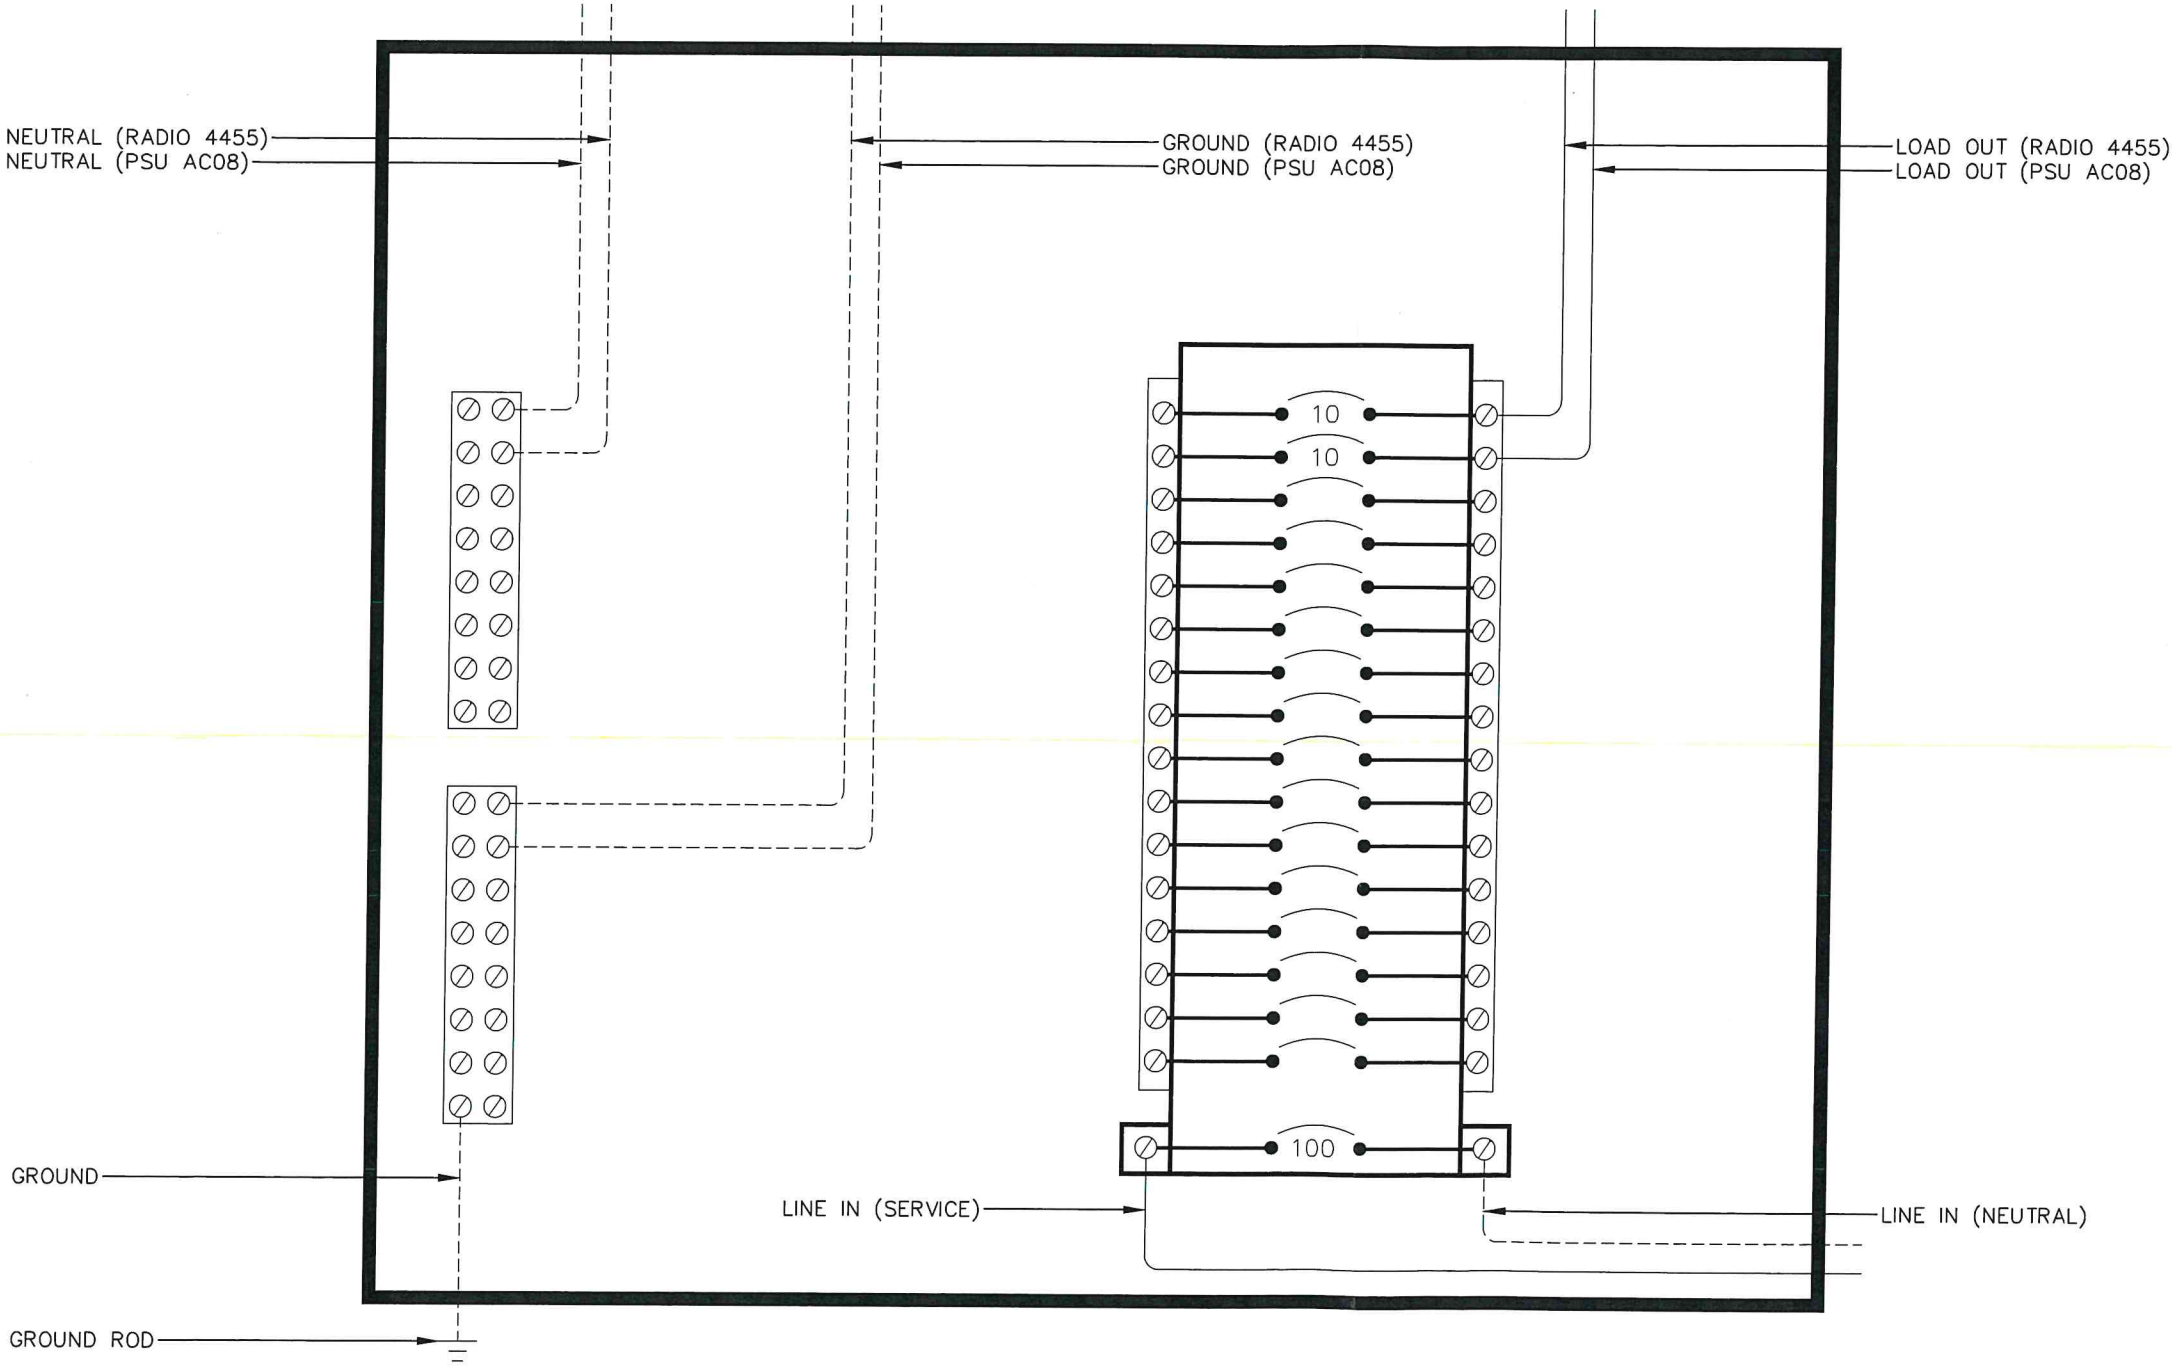 NEUTRAL (RADIO 4455)
NEUTRAL (PSU AC08)
GROUND (RADIO 4455)
GROUND (PSU AC08)
LOAD OUT (RADIO 4455)
LOAD OUT (PSU AC08)
10
10
100
GROUND
LINE IN (SERVICE)
LINE IN (NEUTRAL)
GROUND ROD